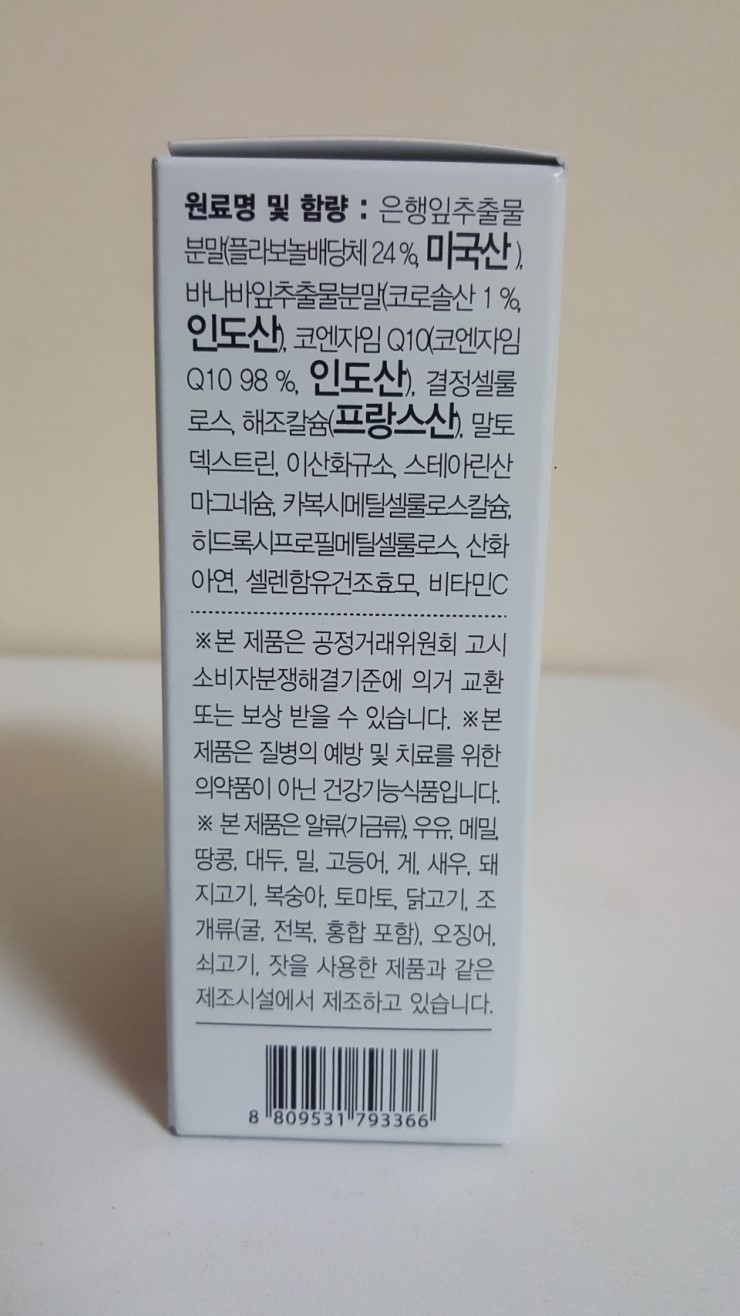 원료명 및 함량 : 은행잎추출물
분말(플라보놀배당체 24 %, 미국산 ),
바나바잎추출물분말(코로솔산 1 %,
인도산), 코엔자임 Q10(코엔자임
Q10 98 %, 인도산), 결정셀룰
로스, 해조칼슘(프랑스산), 말토
덱스트린, 이산화규소, 스테아린산
마그네슘, 카복시메틸셀룰로스칼슘,
히드록시프로필메틸셀룰로스, 산화
아연, 셀렌함유건조효모, 비타민C
※본 제품은 공정거래위원회 고시
소비자분쟁해결기준에 의거 교환
또는 보상 받을 수 있습니다. ※본
제품은 질병의 예방 및 치료를 위한
의약품이 아닌 건강기능식품입니다.
※ 본 제품은 알류(가금류), 우유, 메밀,
땅콩, 대두, 밀, 고등어, 게, 새우, 돼
지고기, 복숭아, 토마토, 닭고기, 조
개류(굴, 전복, 홍합 포함), 오징어,
쇠고기, 잣을 사용한 제품과 같은
제조시설에서 제조하고 있습니다.
8 809531 793366